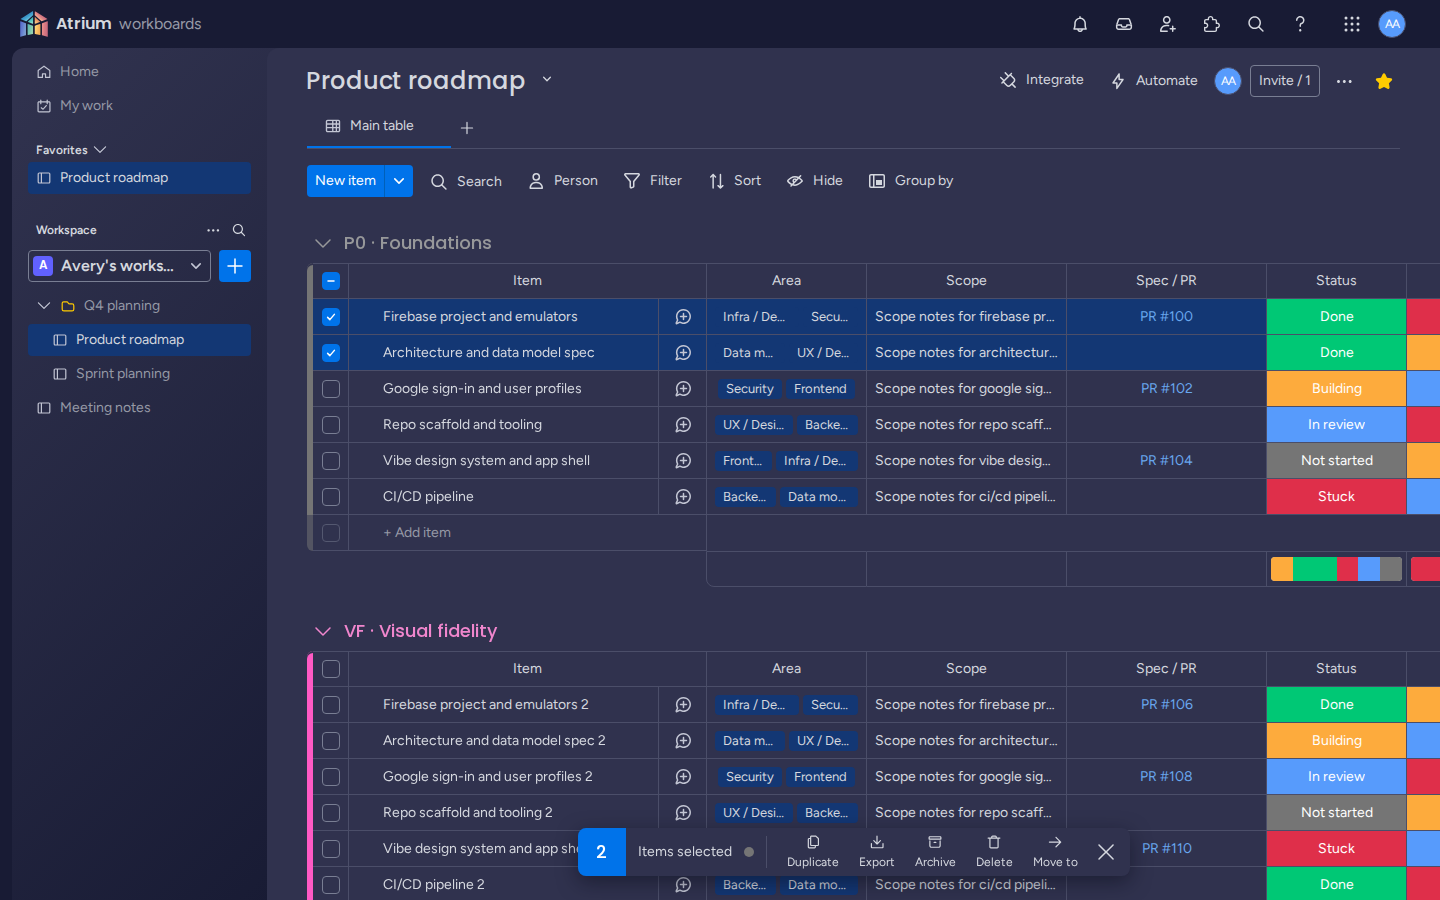 Atrium workboards
AA
Home
My work
Favorites
Product roadmap
Workspace
A Avery's works...
Q4 planning
Product roadmap
Sprint planning
Meeting notes
Product roadmap
Integrate
Automate
AA
Invite / 1
Main table
New item
Search
Person
Filter
Sort
Hide
Group by
P0 · Foundations
Item Area Scope Spec / PR Status
Firebase project and emulators Infra / De... Secu... Scope notes for firebase pr... PR #100 Done
Architecture and data model spec Data m... UX / De... Scope notes for architectur... Done
Google sign-in and user profiles Security Frontend Scope notes for google sig... PR #102 Building
Repo scaffold and tooling UX / Desi... Backe... Scope notes for repo scaff... In review
Vibe design system and app shell Front... Infra / De... Scope notes for vibe desig... PR #104 Not started
CI/CD pipeline Backe... Data mo... Scope notes for ci/cd pipeli... Stuck
+ Add item
VF · Visual fidelity
Item Area Scope Spec / PR Status
Firebase project and emulators 2 Infra / De... Secu... Scope notes for firebase pr... PR #106 Done
Architecture and data model spec 2 Data m... UX / De... Scope notes for architectur... Building
Google sign-in and user profiles 2 Security Frontend Scope notes for google sig... PR #108 In review
Repo scaffold and tooling 2 UX / Desi... Backe... Scope notes for repo scaff... Not started
Vibe design system and app PR #110 Stuck
2 Items selected
Duplicate
Export
Archive
Delete
Move to
CI/CD pipeline 2 Backe... Data mo... Scope notes for ci/cd pipeli... Done